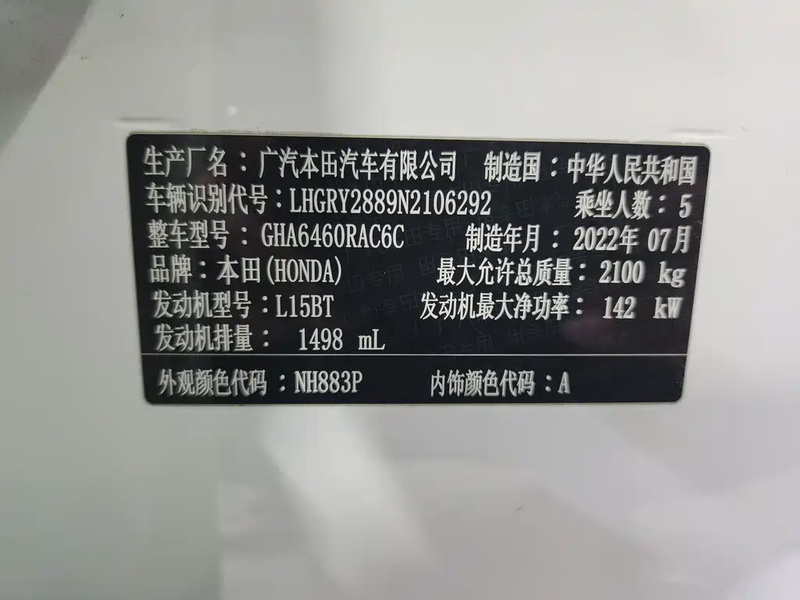 生产厂名：广汽本田汽车有限公司 制造国：中华人民共和国
车辆识别代号：LHGRY2889N2106292 乘坐人数：5
整车型号：GHA6460RAC6C 制造年月：2022年 07月
品牌：本田(HONDA) 最大允许总质量：2100 kg
发动机型号：L15BT 发动机最大净功率：142 kW
发动机排量： 1498 mL
外观颜色代码：NH883P 内饰颜色代码：A